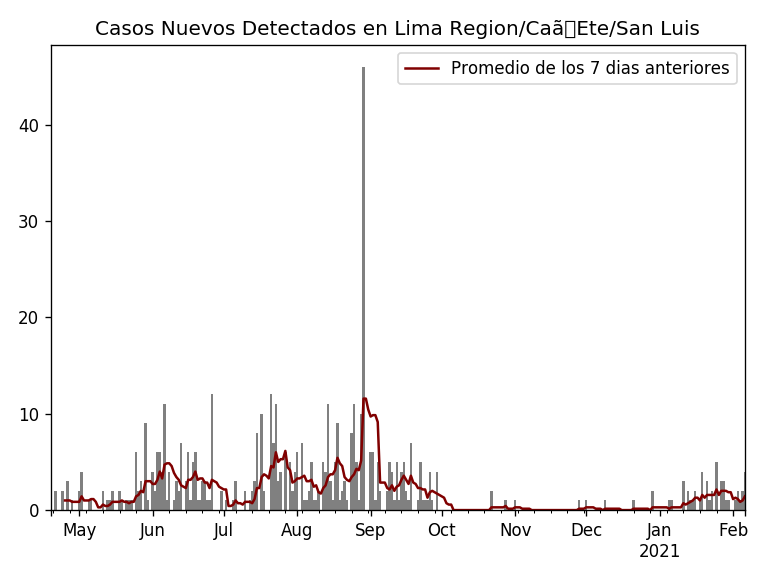 Casos Nuevos Detectados en Lima Region/Caã▯Ete/San Luis
Promedio de los 7 dias anteriores
40
30
20
10
0
May Jun Jul Aug Sep Oct Nov Dec Jan Feb
2021